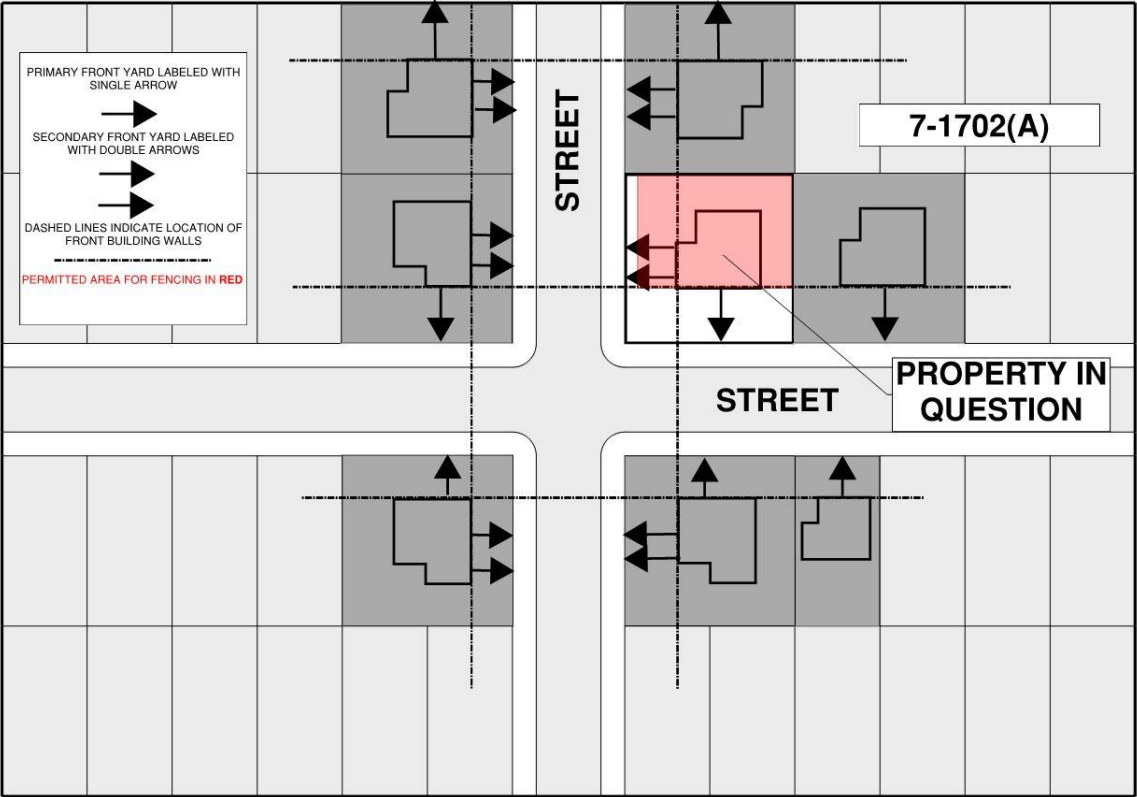 PRIMARY FRONT YARD LABELED WITH
SINGLE ARROW
SECONDARY FRONT YARD LABELED
WITH DOUBLE ARROWS
DASHED LINES INDICATE LOCATION OF
FRONT BUILDING WALLS
PERMITTED AREA FOR FENCING IN RED
STREET
7-1702(A)
STREET
PROPERTY IN
QUESTION